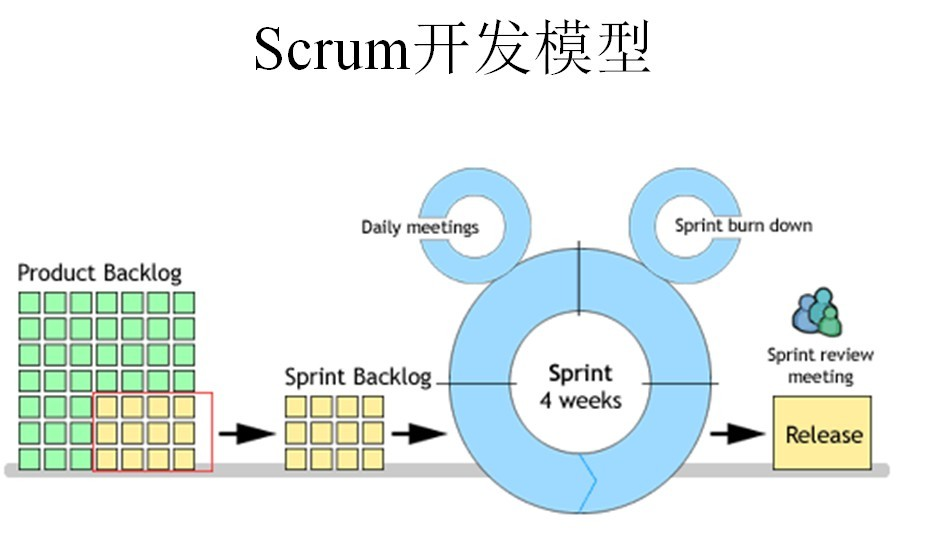 Scrum开发模型
Daily meetings
Sprint burn down
Product Backlog
Sprint Backlog
Sprint
4 weeks
Sprint review
meeting
Release